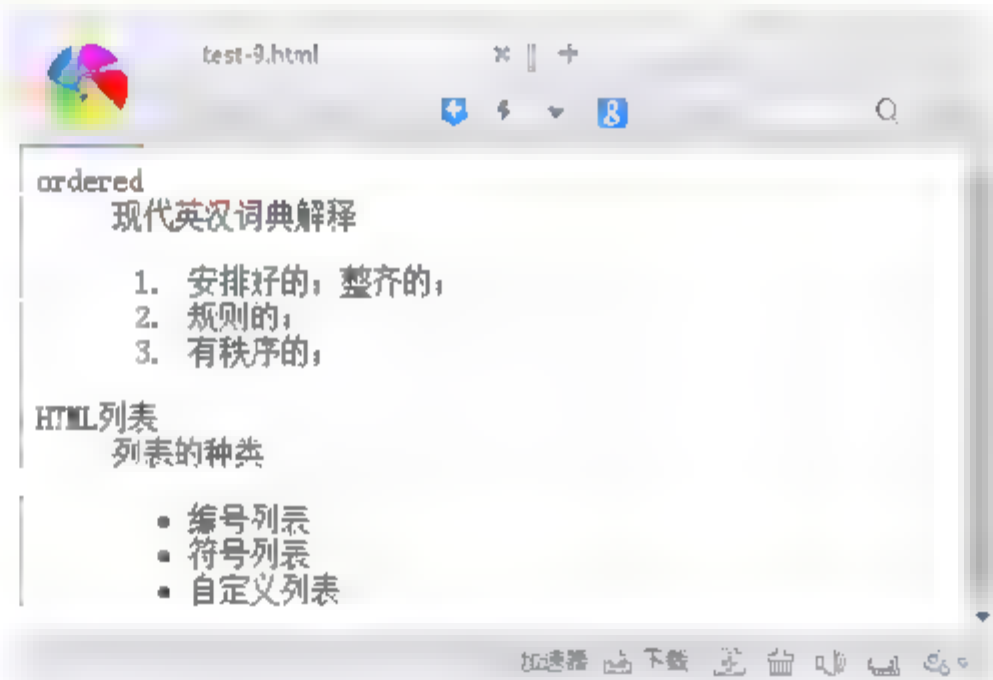 test-9.html
ordered
现代英汉词典解释
1. 安排好的；整齐的；
2. 规则的；
3. 有秩序的；
HTML列表
列表的种类
• 编号列表
• 符号列表
• 自定义列表
加速器 下载